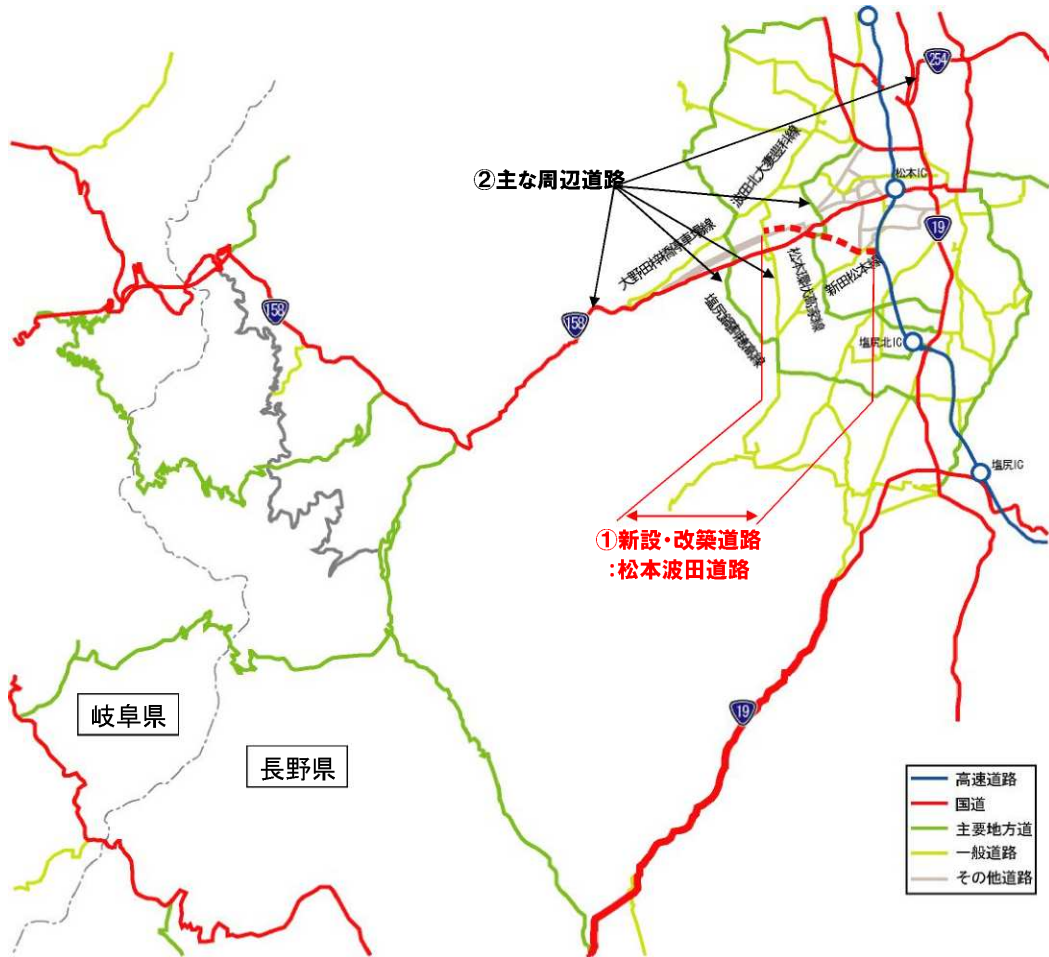 254
②主な周辺道路
波田北大妻豊科線
松本IC
19
大野田梓橋停車場線
松本環状高家線
新田松本線
158
158
塩尻鍋割穂高線
塩尻北IC
塩尻IC
①新設・改築道路
：松本波田道路
19
岐阜県
長野県
高速道路
国道
主要地方道
一般道路
その他道路